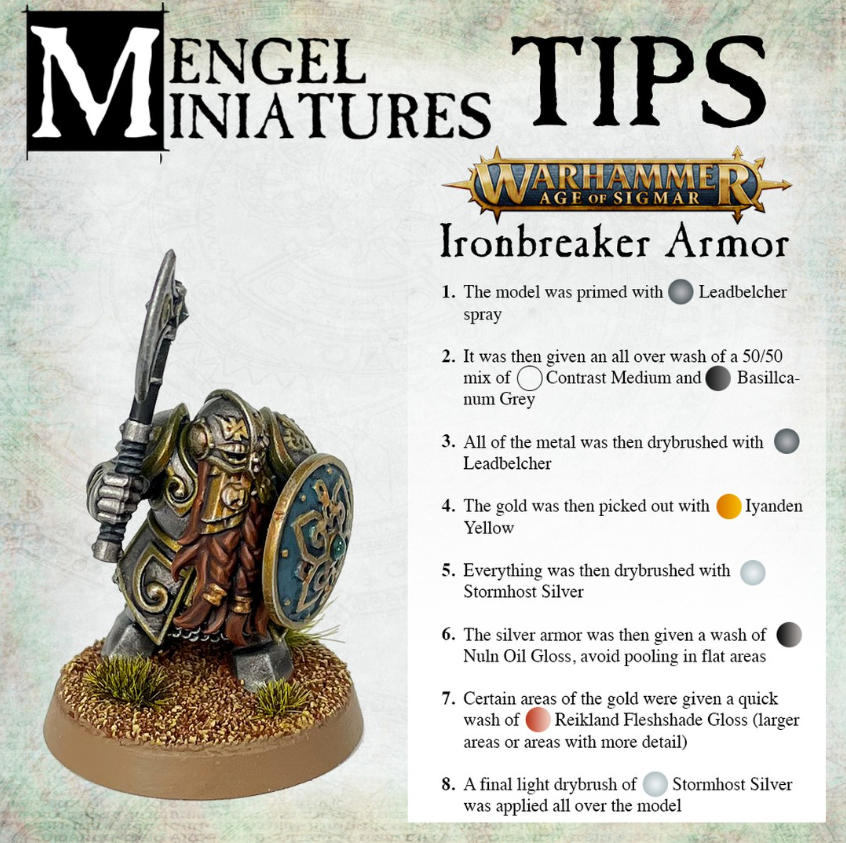 MENGEL
MINIATURES
TIPS
WARHAMMER
AGE OF SIGMAR
Ironbreaker Armor
1. The model was primed with Leadbelcher
spray
2. It was then given an all over wash of a 50/50
mix of Contrast Medium and Basillca-
num Grey
3. All of the metal was then drybrushed with
Leadbelcher
4. The gold was then picked out with Iyanden
Yellow
5. Everything was then drybrushed with
Stormhost Silver
6. The silver armor was then given a wash of
Nuln Oil Gloss, avoid pooling in flat areas
7. Certain areas of the gold were given a quick
wash of Reikland Fleshshade Gloss (larger
areas or areas with more detail)
8. A final light drybrush of Stormhost Silver
was applied all over the model